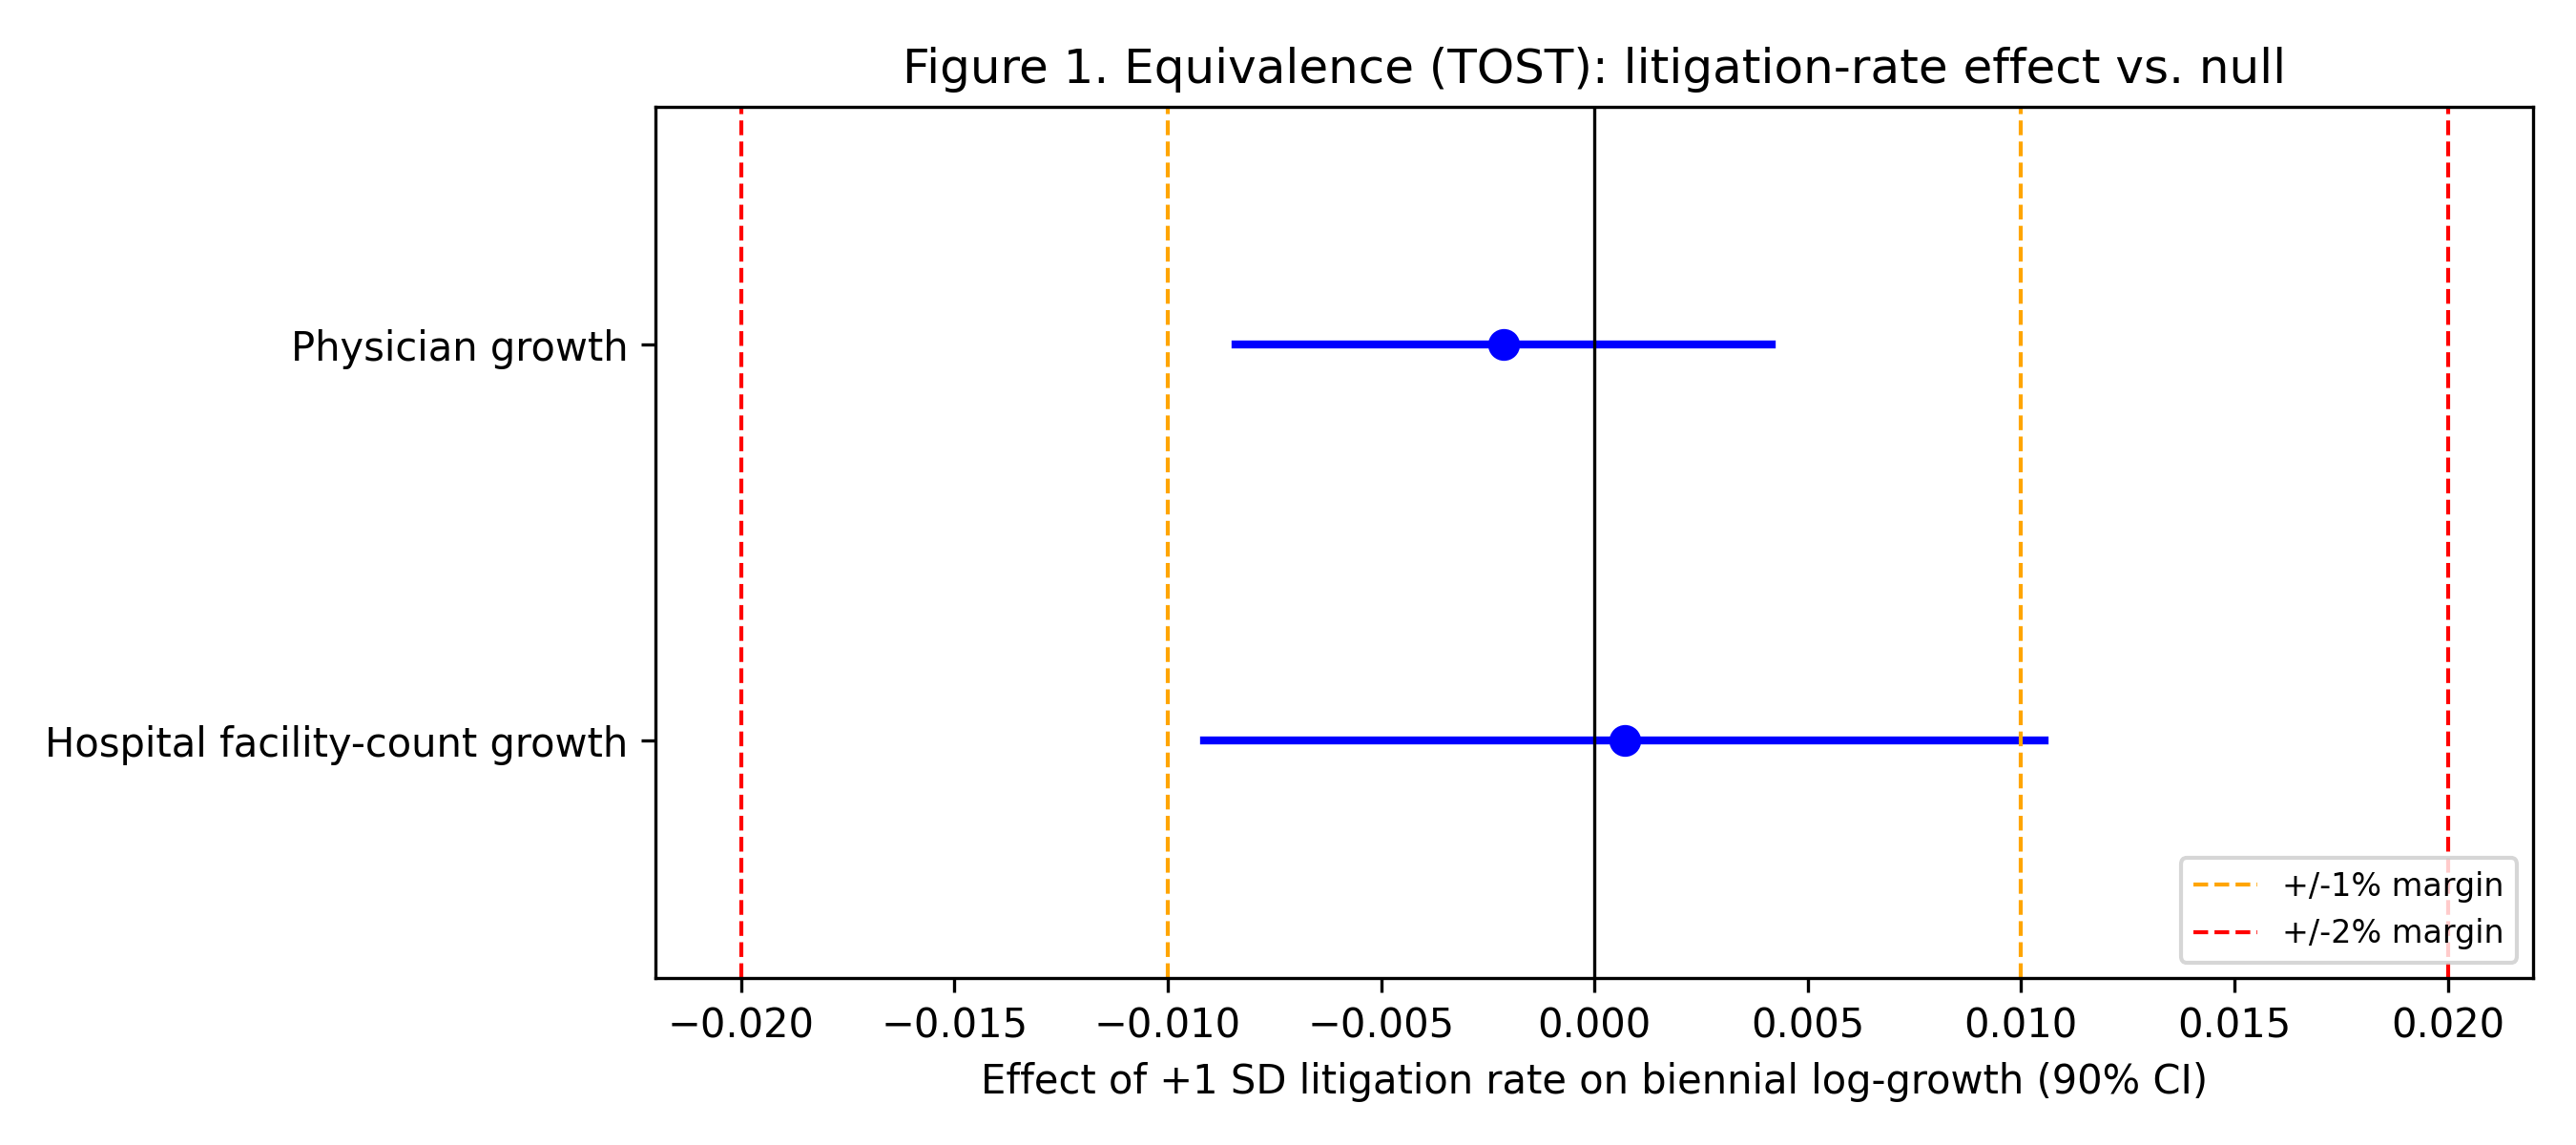 Figure 1. Equivalence (TOST): litigation-rate effect vs. null
Physician growth
Hospital facility-count growth
+/-1% margin
+/-2% margin
−0.020 −0.015 −0.010 −0.005 0.000 0.005 0.010 0.015 0.020
Effect of +1 SD litigation rate on biennial log-growth (90% CI)